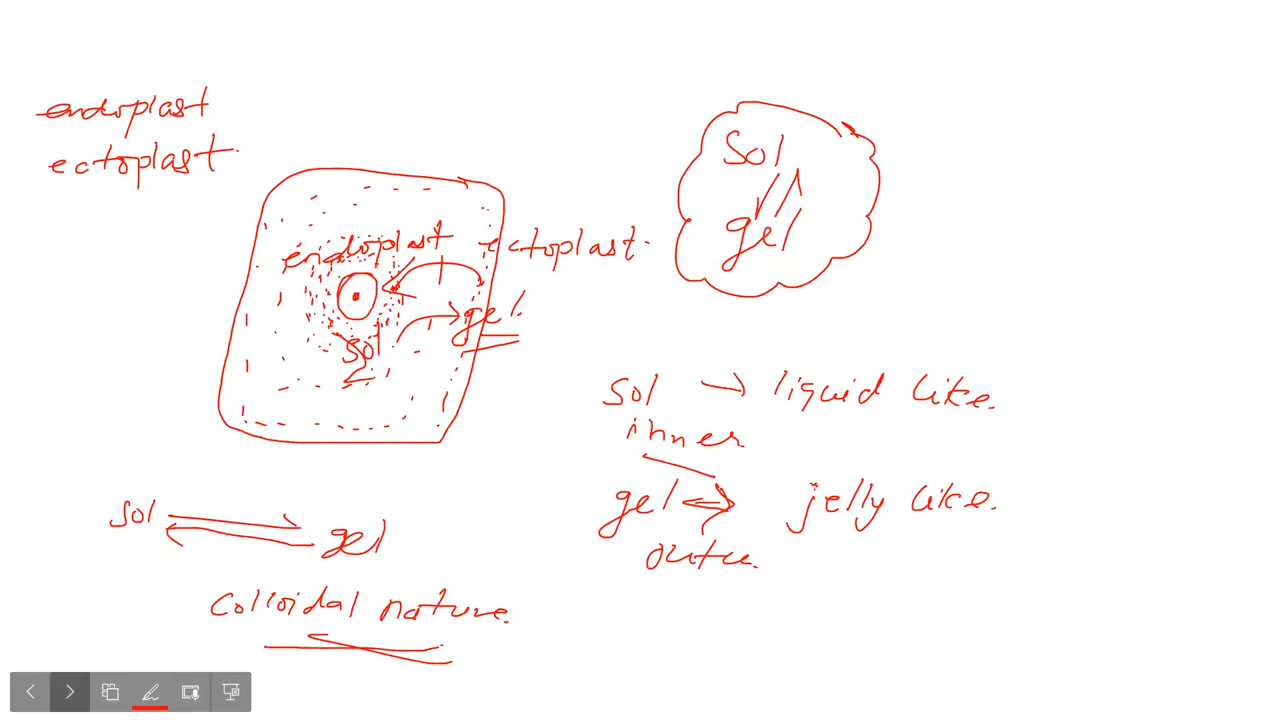 endoplast
ectoplast.
Sol
gel
endoplast ectoplast.
gel.
sol
sol → liquid like.
inner.
gel ↔ jelly like.
outer.
sol ⇌ gel
colloidal nature.